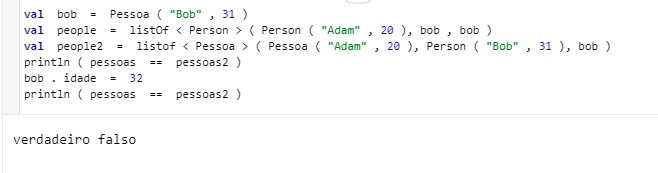 val bob = Pessoa ( "Bob" , 31 )
val people = listOf < Person > ( Person ( "Adam" , 20 ), bob , bob )
val people2 = listof < Pessoa > ( Pessoa ( "Adam" , 20 ), Person ( "Bob" , 31 ), bob )
println ( pessoas == pessoas2 )
bob . idade = 32
println ( pessoas == pessoas2 )
verdadeiro falso